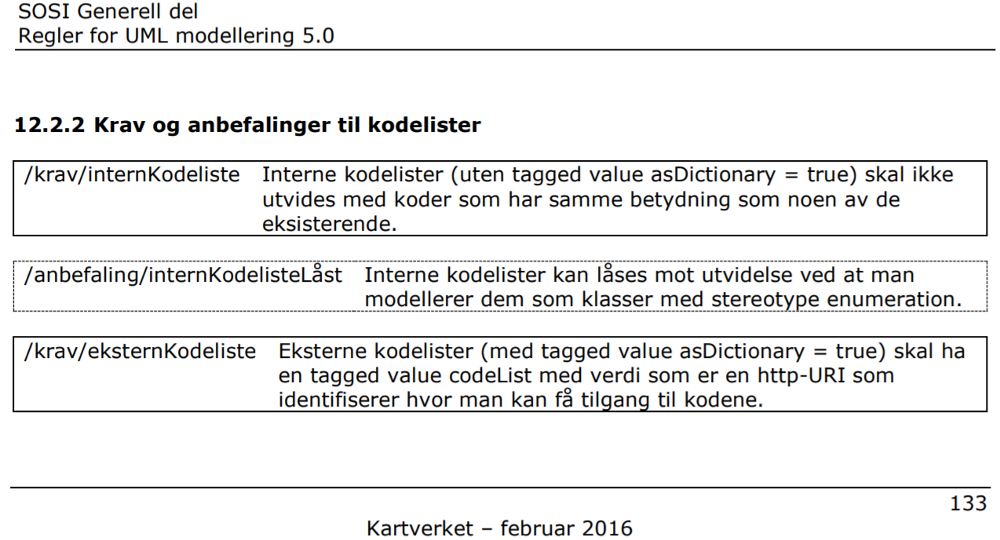 SOSI Generell del
Regler for UML modellering 5.0
12.2.2 Krav og anbefalinger til kodelister
/krav/internKodeliste Interne kodelister (uten tagged value asDictionary = true) skal ikke
utvides med koder som har samme betydning som noen av de
eksisterende.
/anbefaling/internKodelisteLåst Interne kodelister kan låses mot utvidelse ved at man
modellerer dem som klasser med stereotype enumeration.
/krav/eksternKodeliste Eksterne kodelister (med tagged value asDictionary = true) skal ha
en tagged value codeList med verdi som er en http-URI som
identifiserer hvor man kan få tilgang til kodene.
133
Kartverket – februar 2016